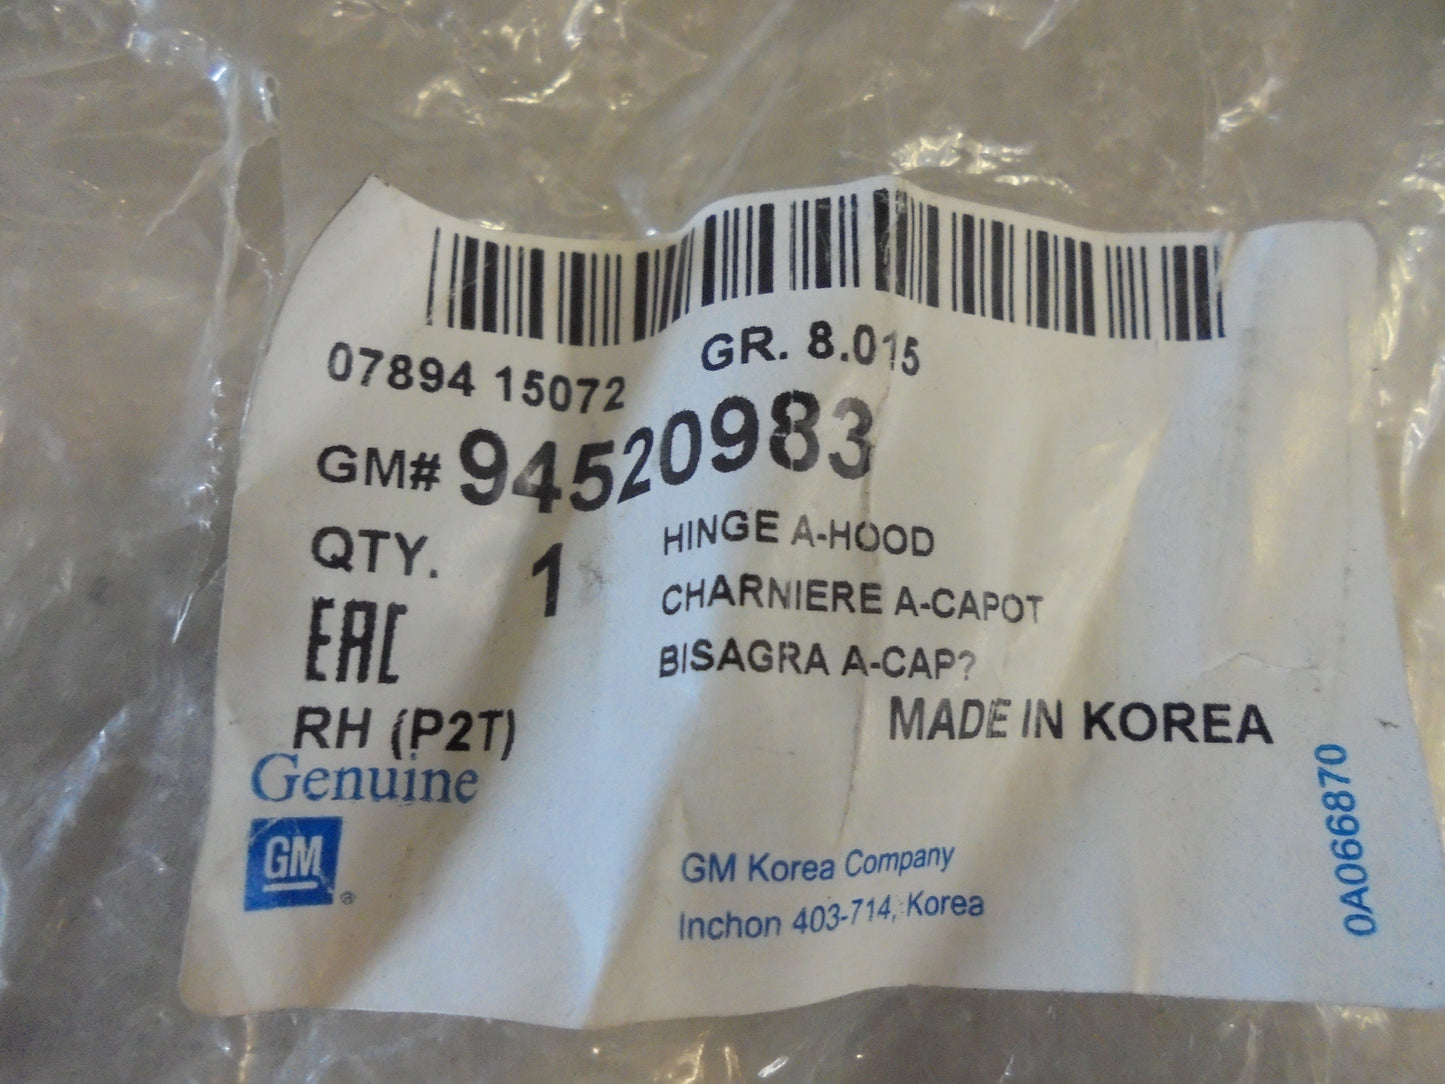 07894 15072 GR. 8.015
GM# 94520983
QTY. 1 HINGE A-HOOD
CHARNIERE A-CAPOT
EAC
BISAGRA A-CAP?
RH (P2T) MADE IN KOREA
Genuine
GM ®
GM Korea Company
Inchon 403-714, Korea
0A066870